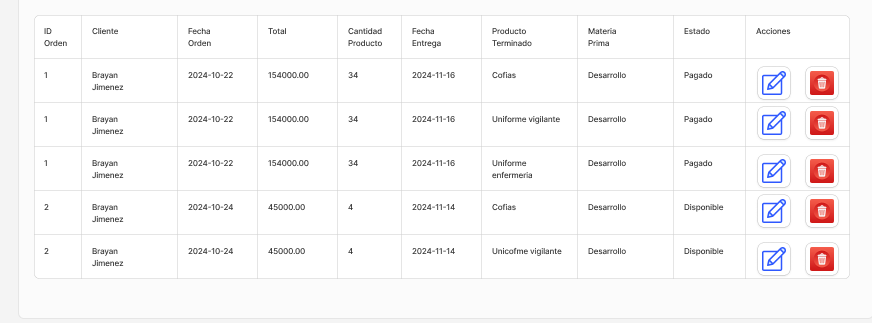 ID Orden Cliente Fecha Orden Total Cantidad Producto Fecha Entrega Producto Terminado Materia Prima Estado Acciones
1 Brayan Jimenez 2024-10-22 154000.00 34 2024-11-16 Cofias Desarrollo Pagado
1 Brayan Jimenez 2024-10-22 154000.00 34 2024-11-16 Uniforme vigilante Desarrollo Pagado
1 Brayan Jimenez 2024-10-22 154000.00 34 2024-11-16 Uniforme enfermeria Desarrollo Pagado
2 Brayan Jimenez 2024-10-24 45000.00 4 2024-11-14 Cofias Desarrollo Disponible
2 Brayan Jimenez 2024-10-24 45000.00 4 2024-11-14 Unicofme vigilante Desarrollo Disponible